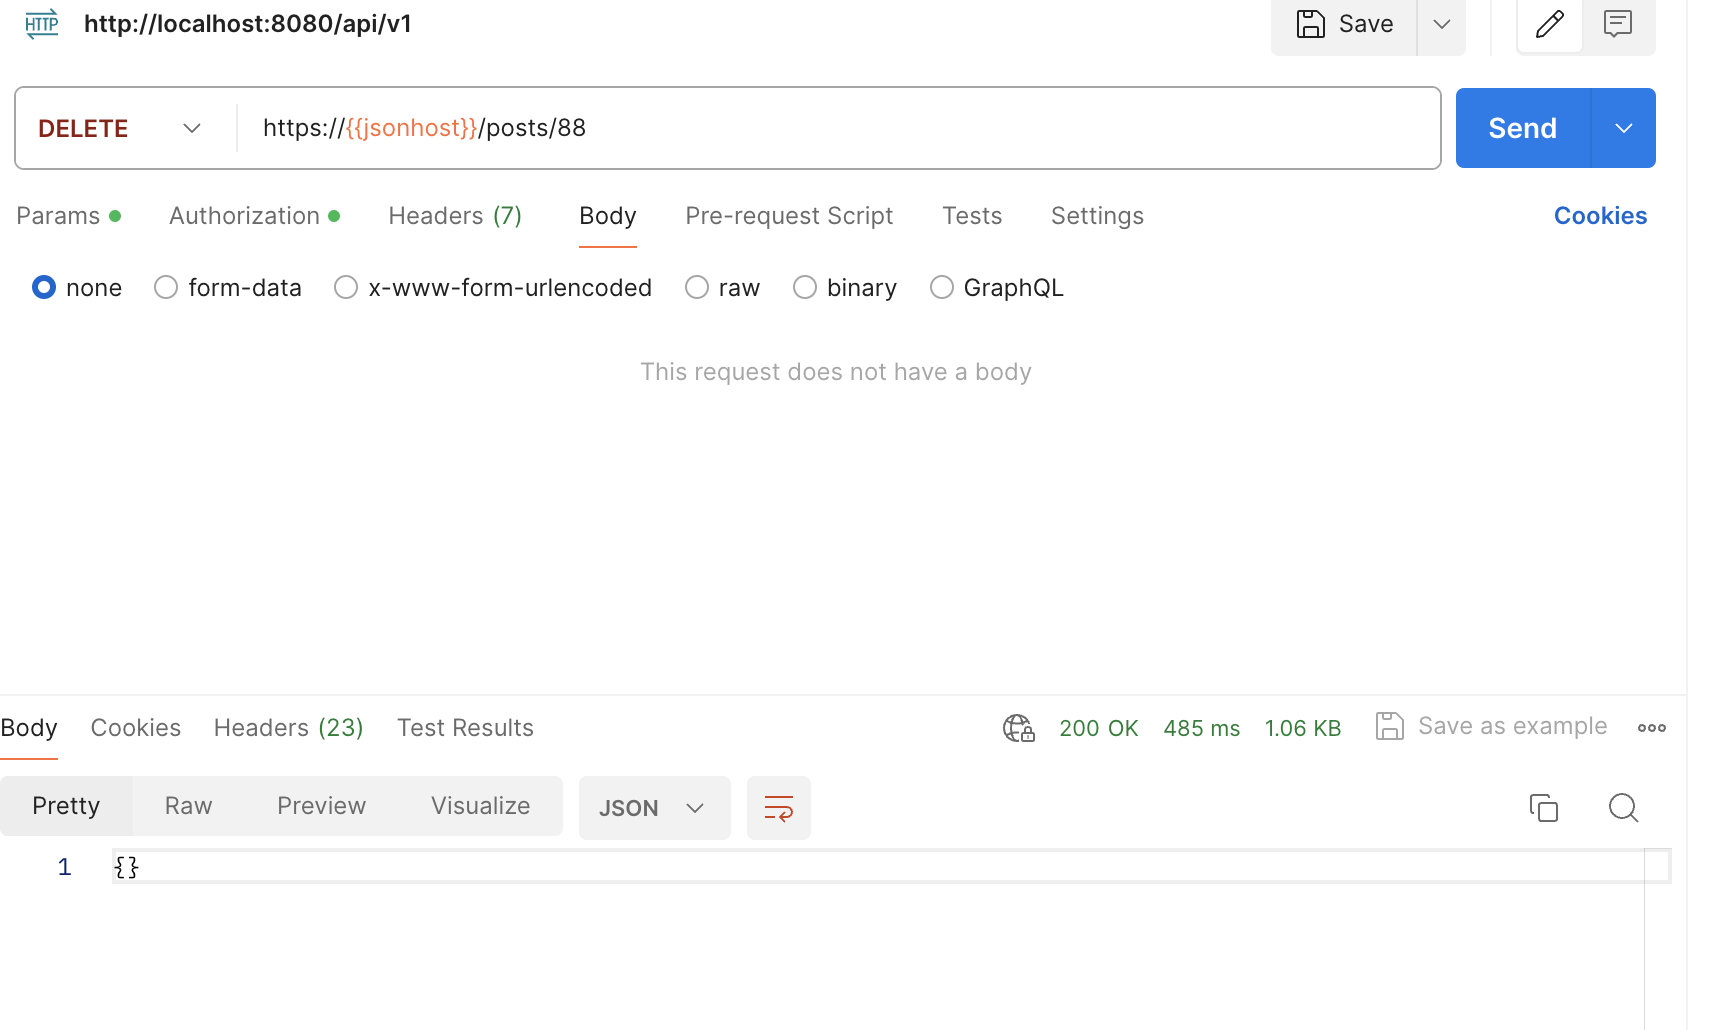 HTTP http://localhost:8080/api/v1 Save
DELETE https://{{jsonhost}}/posts/88 Send
Params Authorization Headers (7) Body Pre-request Script Tests Settings Cookies
none form-data x-www-form-urlencoded raw binary GraphQL
This request does not have a body
Body Cookies Headers (23) Test Results 200 OK 485 ms 1.06 KB Save as example
Pretty Raw Preview Visualize JSON
1 {}